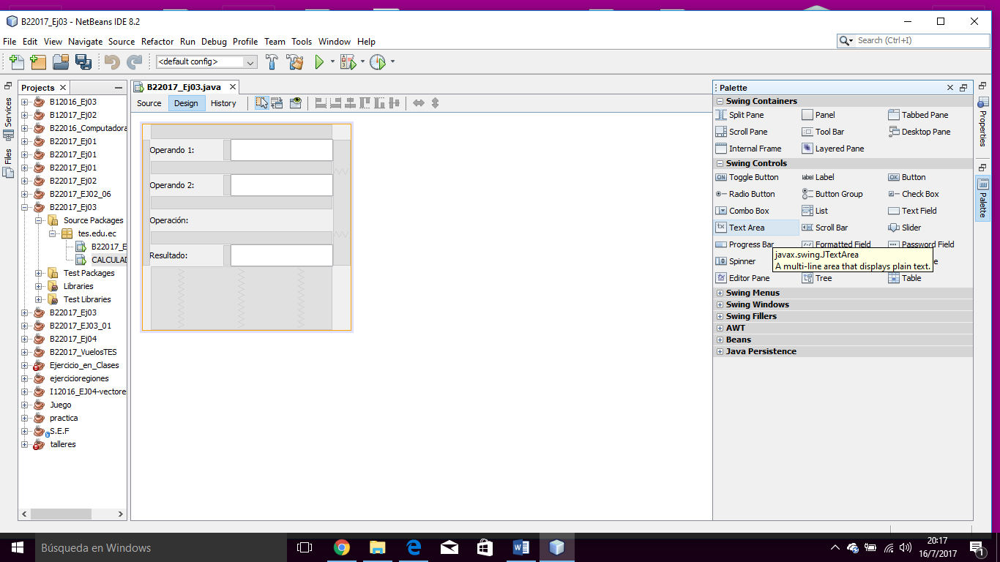 B22017_Ej03 - NetBeans IDE 8.2
File Edit View Navigate Source Refactor Run Debug Profile Team Tools Window Help
Search (Ctrl+I)
<default config>
Services
Files
Projects
B12016_Ej03
B12017_Ej02
B22016_Computadora
B22017_Ej01
B22017_Ej01
B22017_Ej01
B22017_Ej02
B22017_EJ02_06
B22017_Ej03
Source Packages
tes.edu.ec
B22017_E
CALCULAD
Test Packages
Libraries
Test Libraries
B22017_Ej03
B22017_EJ03_01
B22017_Ej04
B22017_VuelosTES
Ejercicio_en_Clases
ejercicioregiones
I12016_EJ04-vectore
Juego
practica
S.E.F
talleres
B22017_Ej03.java
Source Design History
Operando 1:
Operando 2:
Operación:
Resultado:
Palette
Swing Containers
Split Pane Panel Tabbed Pane
Scroll Pane Tool Bar Desktop Pane
Internal Frame Layered Pane
Swing Controls
Toggle Button label Label OK Button
Radio Button Button Group Check Box
Combo Box List Text Field
Text Area Scroll Bar Slider
Progress Bar Formatted Field Password Field
Spinner
javax.swing.JTextArea
A multi-line area that displays plain text.
Editor Pane Tree Table
Swing Menus
Swing Windows
Swing Fillers
AWT
Beans
Java Persistence
Properties
Palette
Búsqueda en Windows
20:17
16/7/2017
1